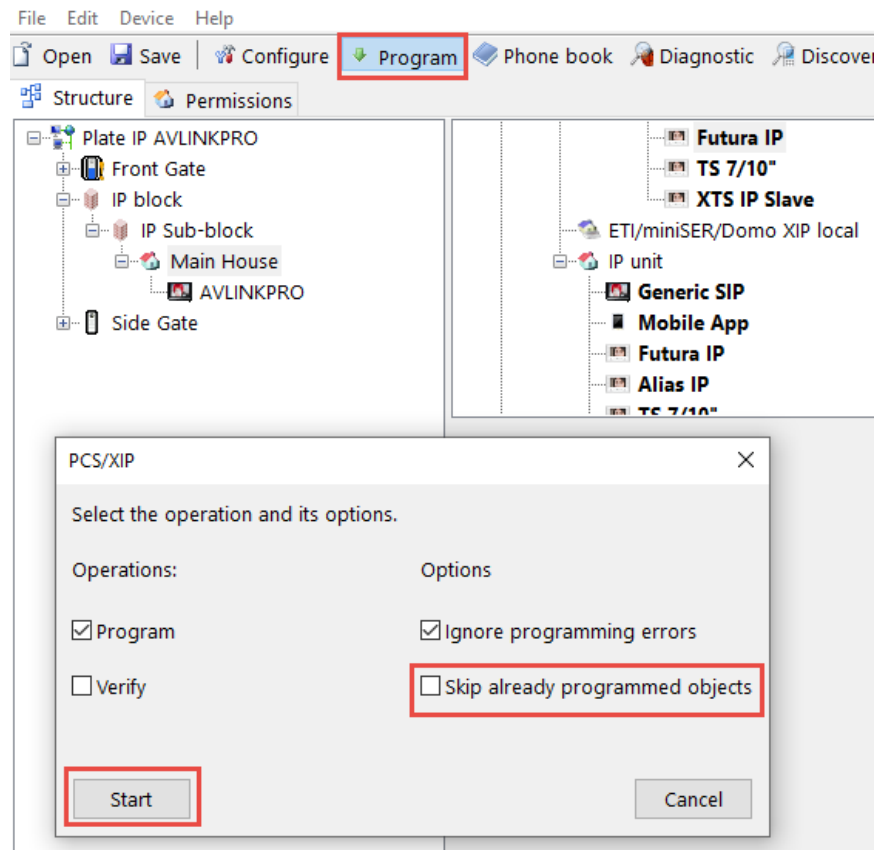 File Edit Device Help
Open Save Configure Program Phone book Diagnostic Discover
Structure Permissions
Plate IP AVLINKPRO
Front Gate
IP block
IP Sub-block
Main House
AVLINKPRO
Side Gate
Futura IP
TS 7/10"
XTS IP Slave
ETI/miniSER/Domo XIP local
IP unit
Generic SIP
Mobile App
Futura IP
Alias IP
TS 7/10"
PCS/XIP
Select the operation and its options.
Operations: Options
Program Ignore programming errors
Verify Skip already programmed objects
Start Cancel